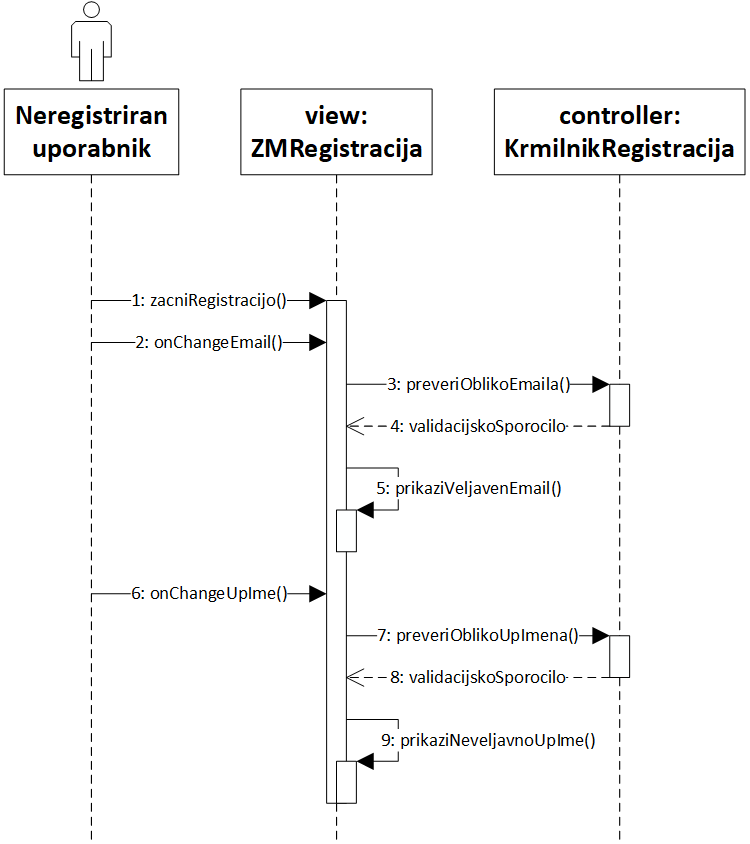 Neregistriran
uporabnik
view:
ZMRegistracija
controller:
KrmilnikRegistracija
1: zacniRegistracijo()
2: onChangeEmail()
3: preveriOblikoEmaila()
4: validacijskoSporocilo
5: prikaziVeljavenEmail()
6: onChangeUpIme()
7: preveriOblikoUpImena()
8: validacijskoSporocilo
9: prikaziNeveljavnoUpIme()